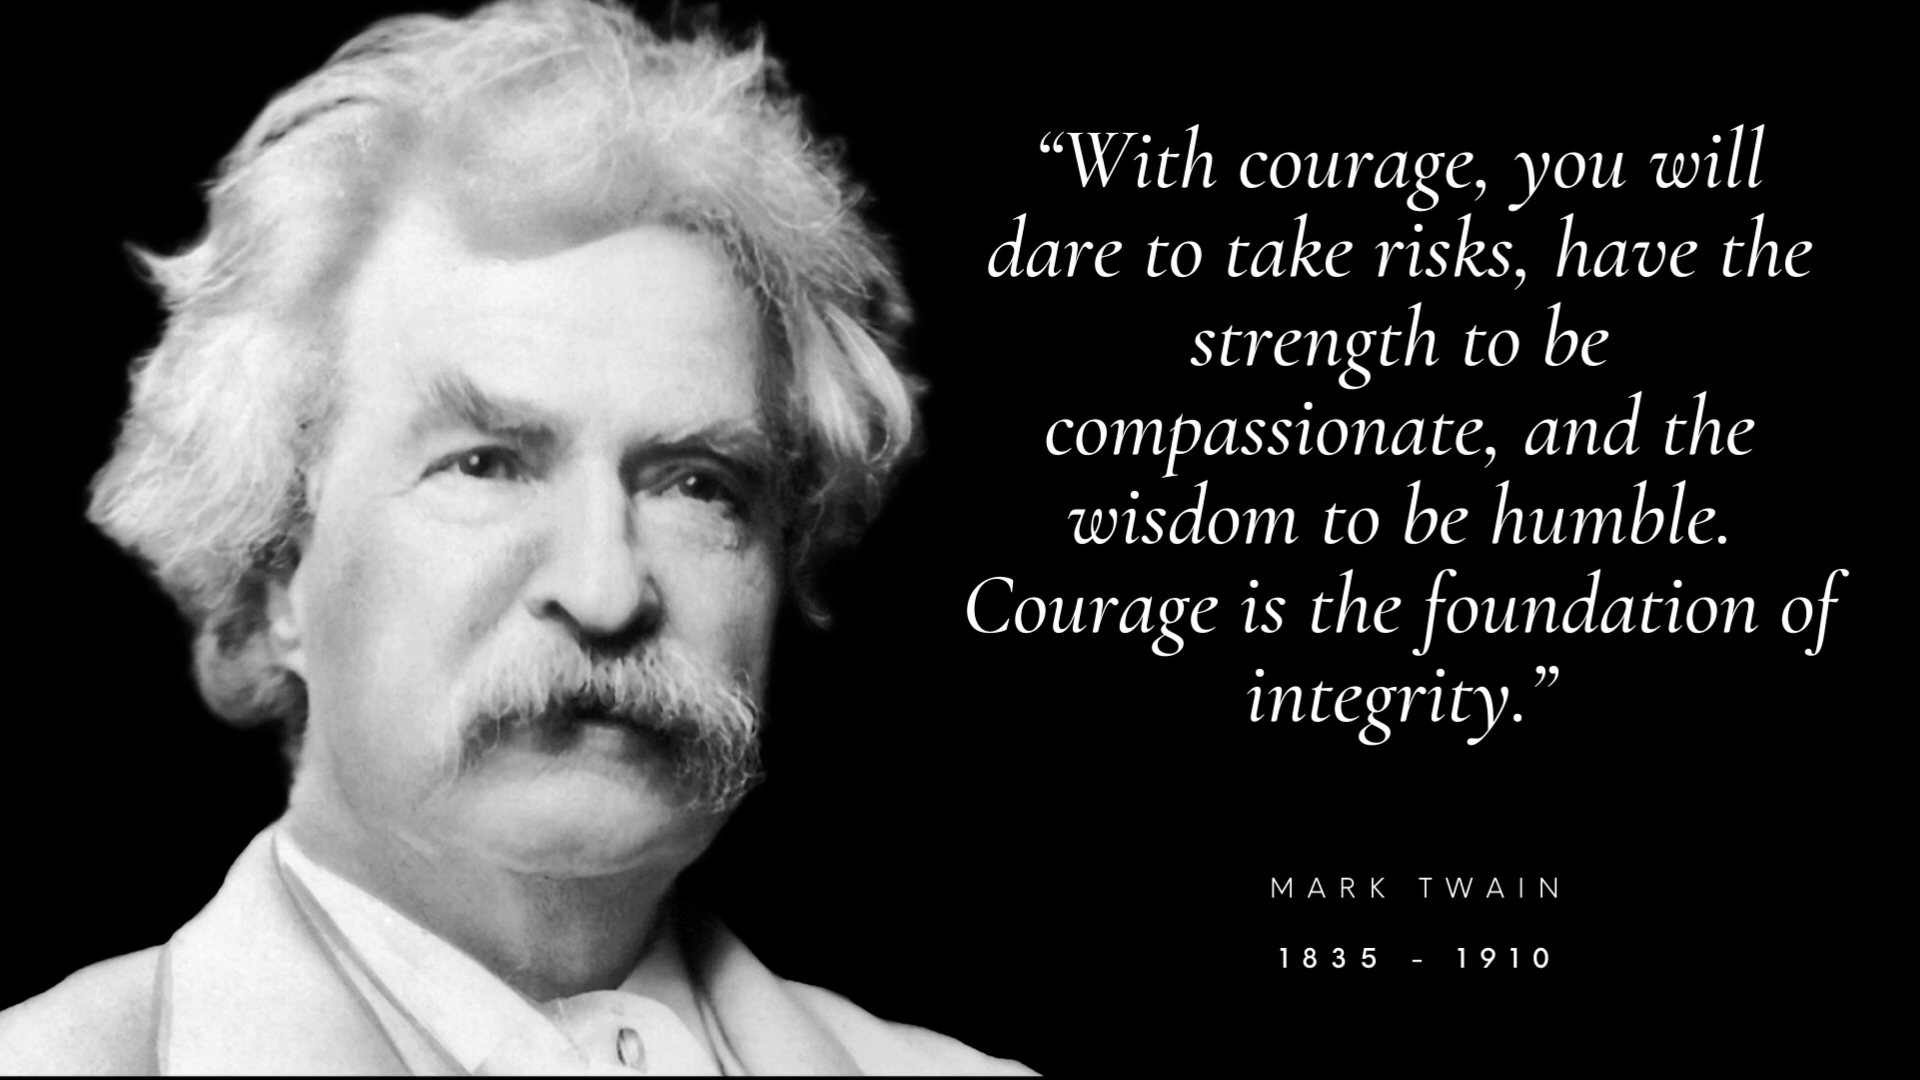 “With courage, you will
dare to take risks, have the
strength to be
compassionate, and the
wisdom to be humble.
Courage is the foundation of
integrity.”
MARK TWAIN
1835 - 1910